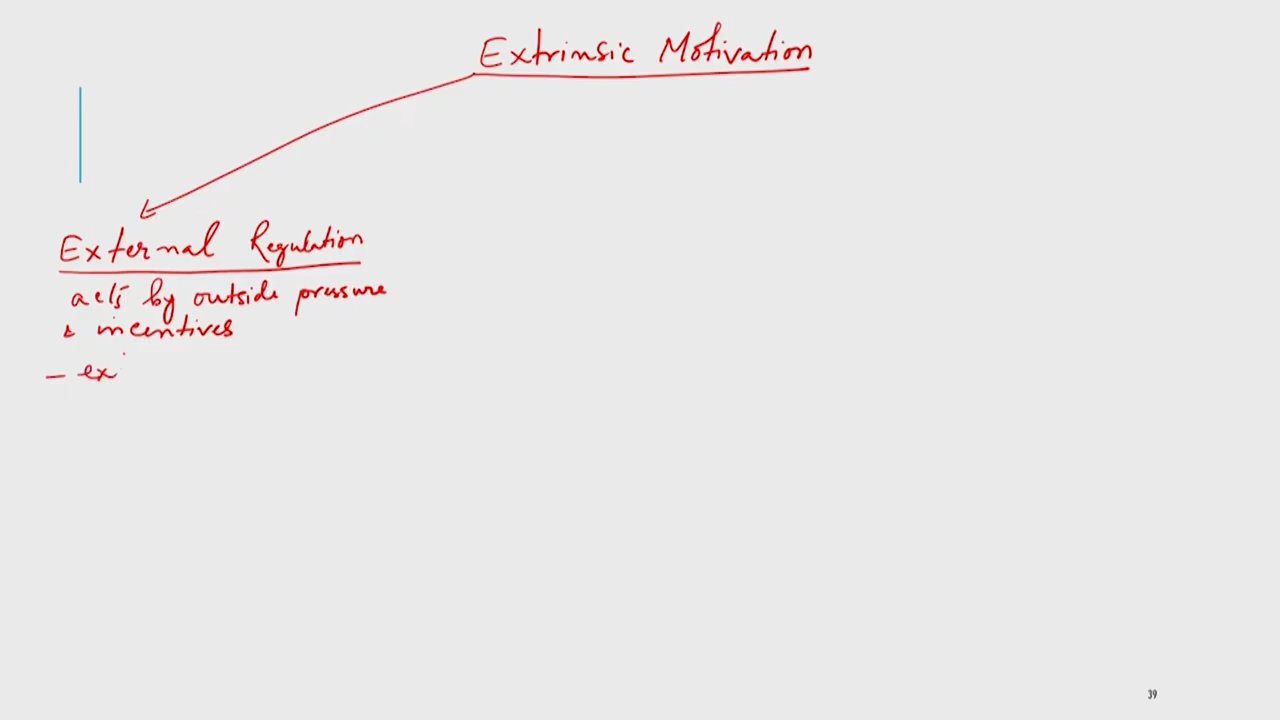 Extrinsic Motivation
External Regulation
acts by outside pressure
& incentives
- ex
39